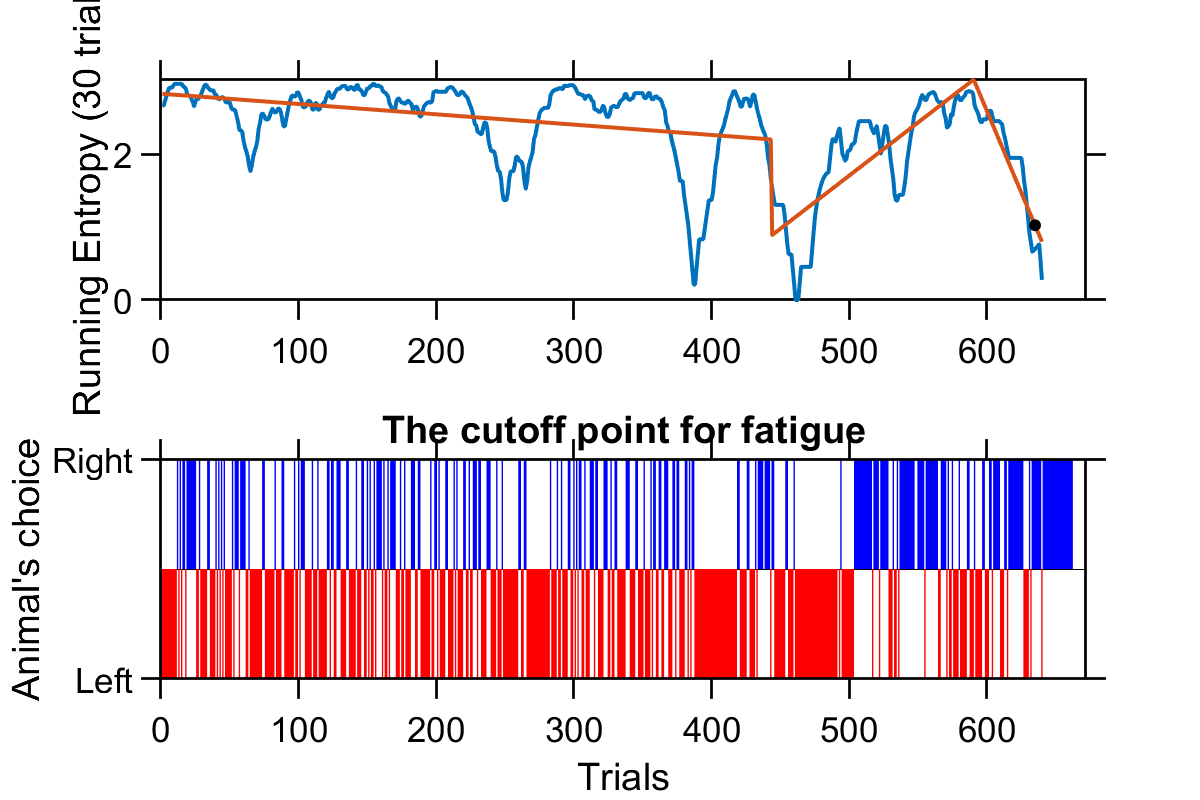 Running Entropy (30 trial
2
0
0 100 200 300 400 500 600
The cutoff point for fatigue
Animal's choice
Right
Left
0 100 200 300 400 500 600
Trials